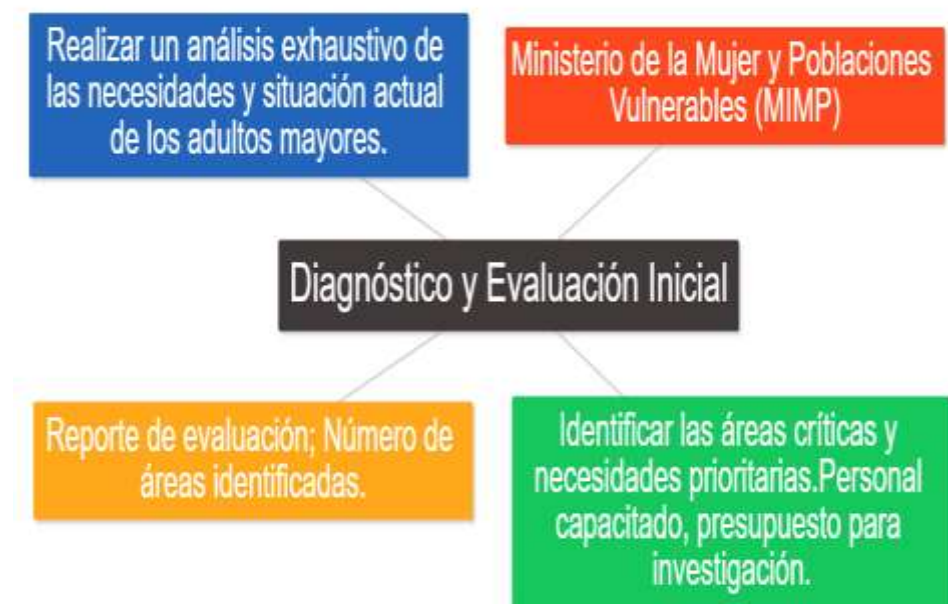 Realizar un análisis exhaustivo de
las necesidades y situación actual
de los adultos mayores.
Ministerio de la Mujer y Poblaciones
Vulnerables (MIMP)
Diagnóstico y Evaluación Inicial
Reporte de evaluación; Número de
áreas identificadas.
Identificar las áreas críticas y
necesidades prioritarias.Personal
capacitado, presupuesto para
investigación.